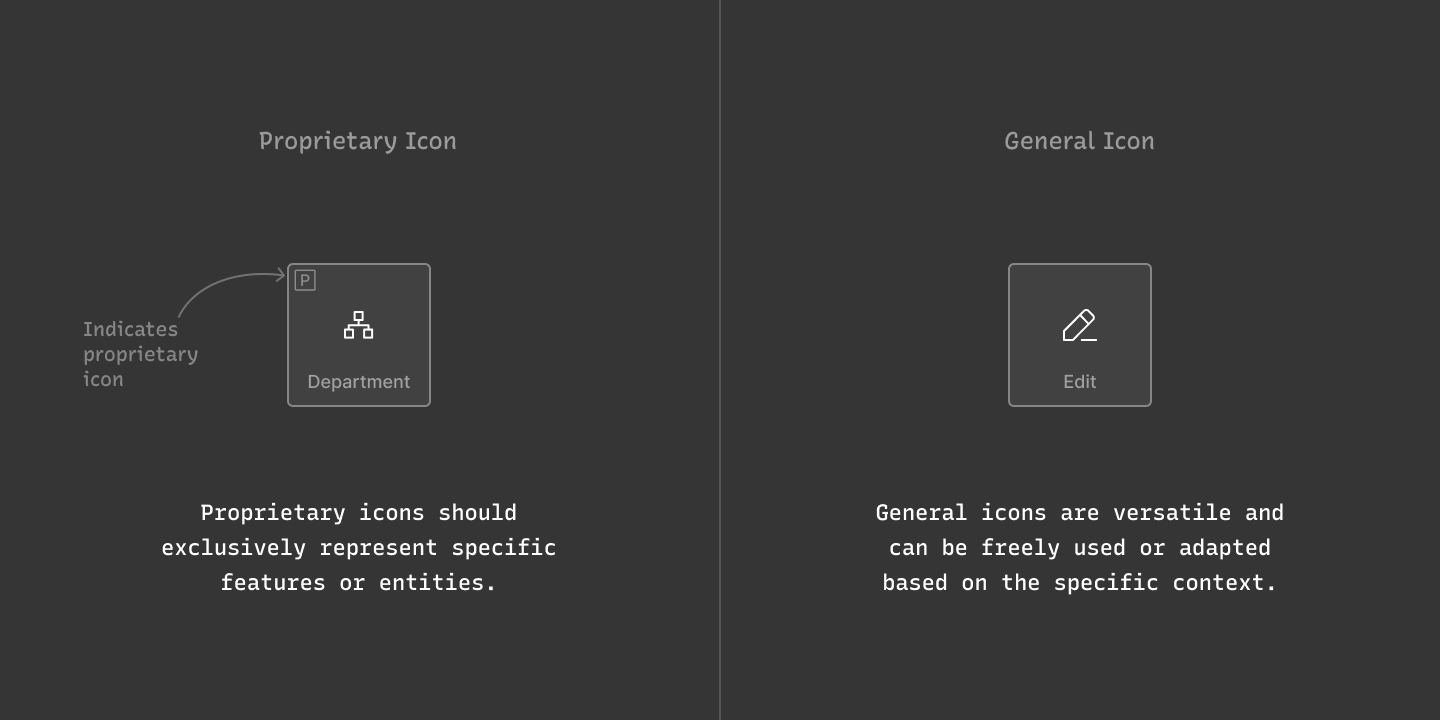 Proprietary Icon
P
Indicates
proprietary
icon
Department
Proprietary icons should
exclusively represent specific
features or entities.
General Icon
Edit
General icons are versatile and
can be freely used or adapted
based on the specific context.